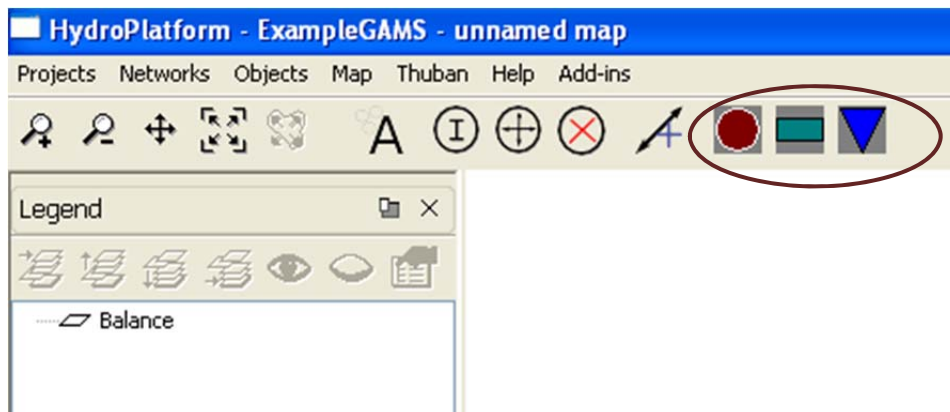 HydroPlatform - ExampleGAMS - unnamed map
Projects Networks Objects Map Thuban Help Add-ins
A I
Legend
Balance